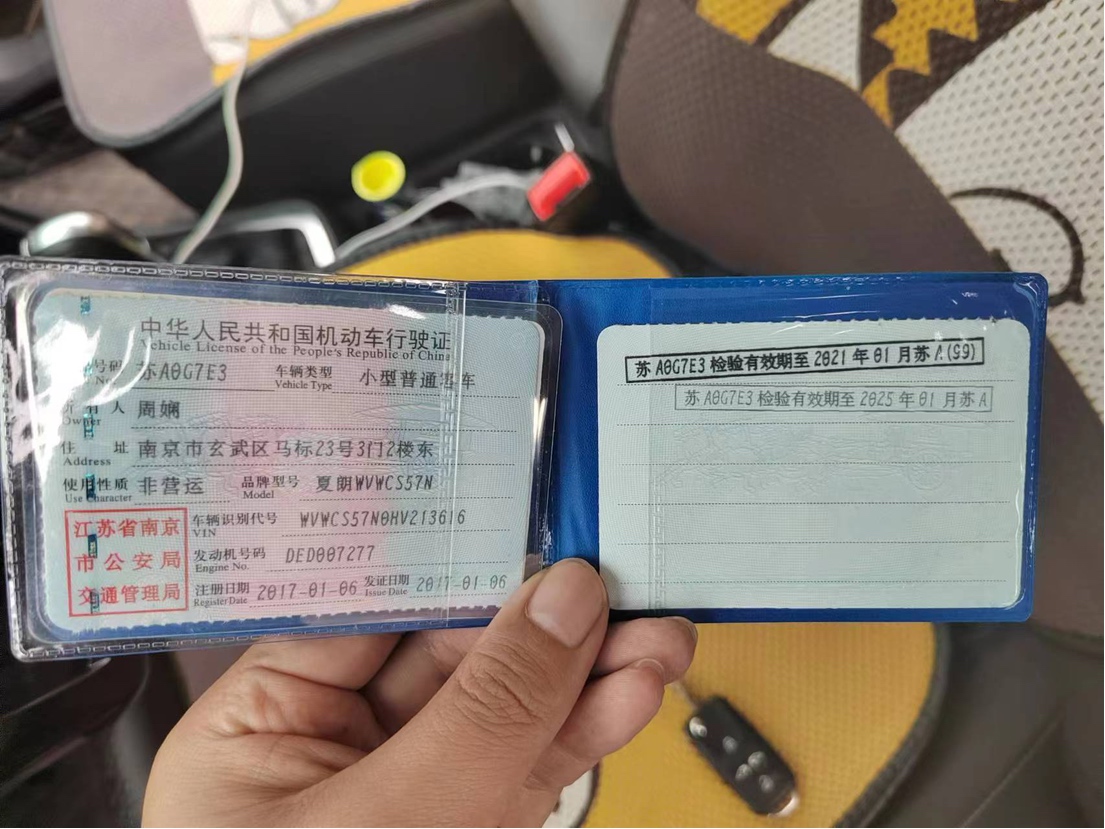 中华人民共和国机动车行驶证
Vehicle License of the People's Republic of China
号码 苏A0G7E3 车辆类型 小型普通客车
No. Vehicle Type
所有人 周娴
Owner
住 址 南京市玄武区马标23号3门2楼东
Address
使用性质 非营运 品牌型号 夏朗WVWCS57N
Use Character Model
江苏省南京
市公安局
交通管理局
车辆识别代号 WVWCS57N0HV213616
VIN
发动机号码 DED007277
Engine No.
注册日期 2017-01-06 发证日期 2017-01-06
Register Date Issue Date
苏A0G7E3 检验有效期至 2021 年 01 月苏 A(99)
苏A0G7E3 检验有效期至 2025 年 01 月苏 A